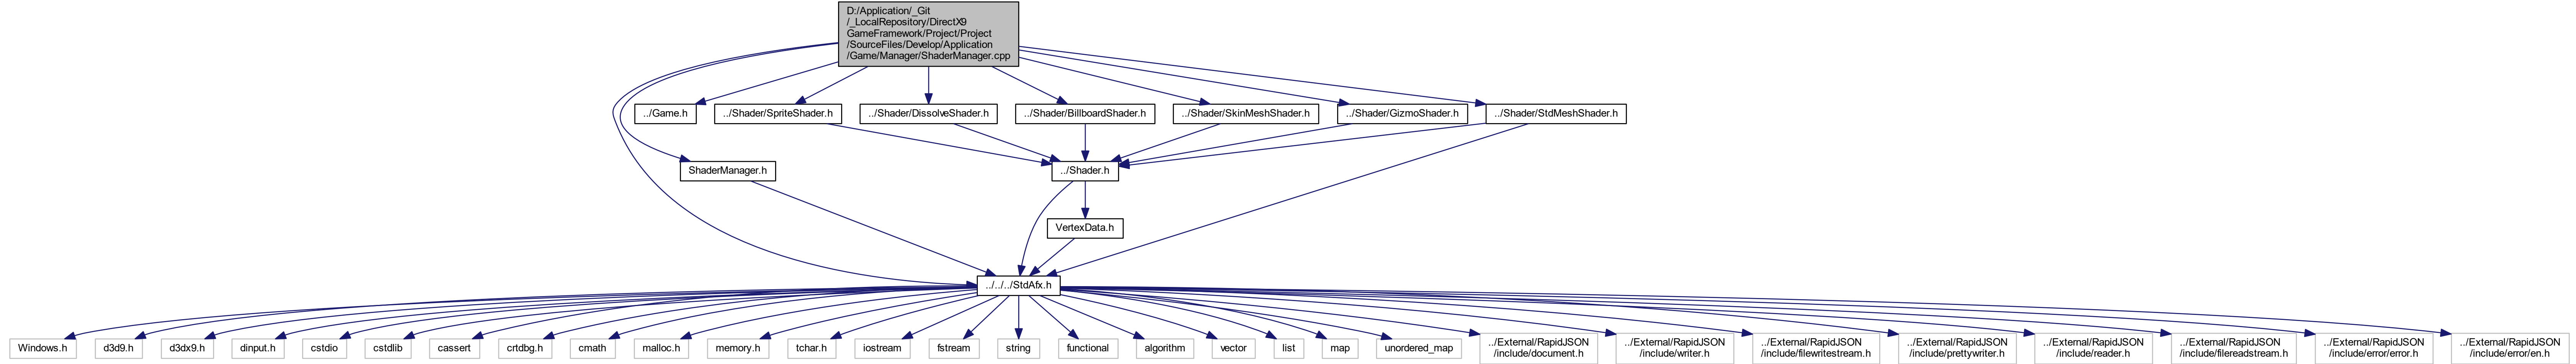 D:/Application/_Git
/_LocalRepository/DirectX9
GameFramework/Project/Project
/SourceFiles/Develop/Application
/Game/Manager/ShaderManager.cpp
../Game.h
../Shader/SpriteShader.h
../Shader/DissolveShader.h
../Shader/BillboardShader.h
../Shader/SkinMeshShader.h
../Shader/GizmoShader.h
../Shader/StdMeshShader.h
ShaderManager.h
../Shader.h
VertexData.h
../../../StdAfx.h
Windows.h
d3d9.h
d3dx9.h
dinput.h
cstdio
cstdlib
cassert
crtdbg.h
cmath
malloc.h
memory.h
tchar.h
iostream
fstream
string
functional
algorithm
vector
list
map
unordered_map
../External/RapidJSON
/include/document.h
../External/RapidJSON
/include/writer.h
../External/RapidJSON
/include/filewritestream.h
../External/RapidJSON
/include/prettywriter.h
../External/RapidJSON
/include/reader.h
../External/RapidJSON
/include/filereadstream.h
../External/RapidJSON
/include/error/error.h
../External/RapidJSON
/include/error/en.h